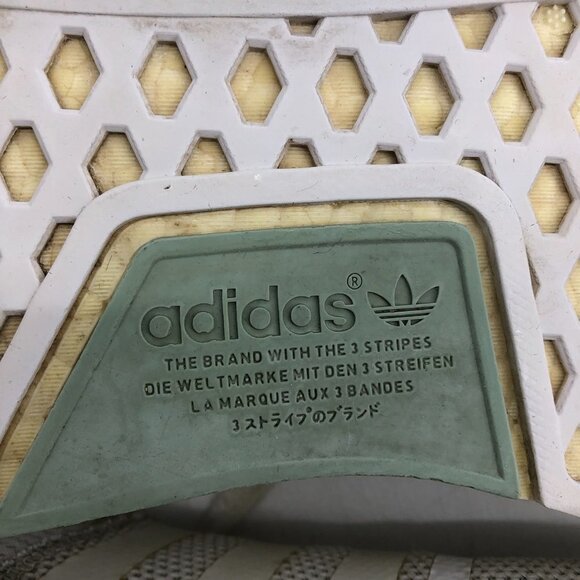 adidas®
THE BRAND WITH THE 3 STRIPES
DIE WELTMARKE MIT DEN 3 STREIFEN
LA MARQUE AUX 3 BANDES
3ストライプのブランド